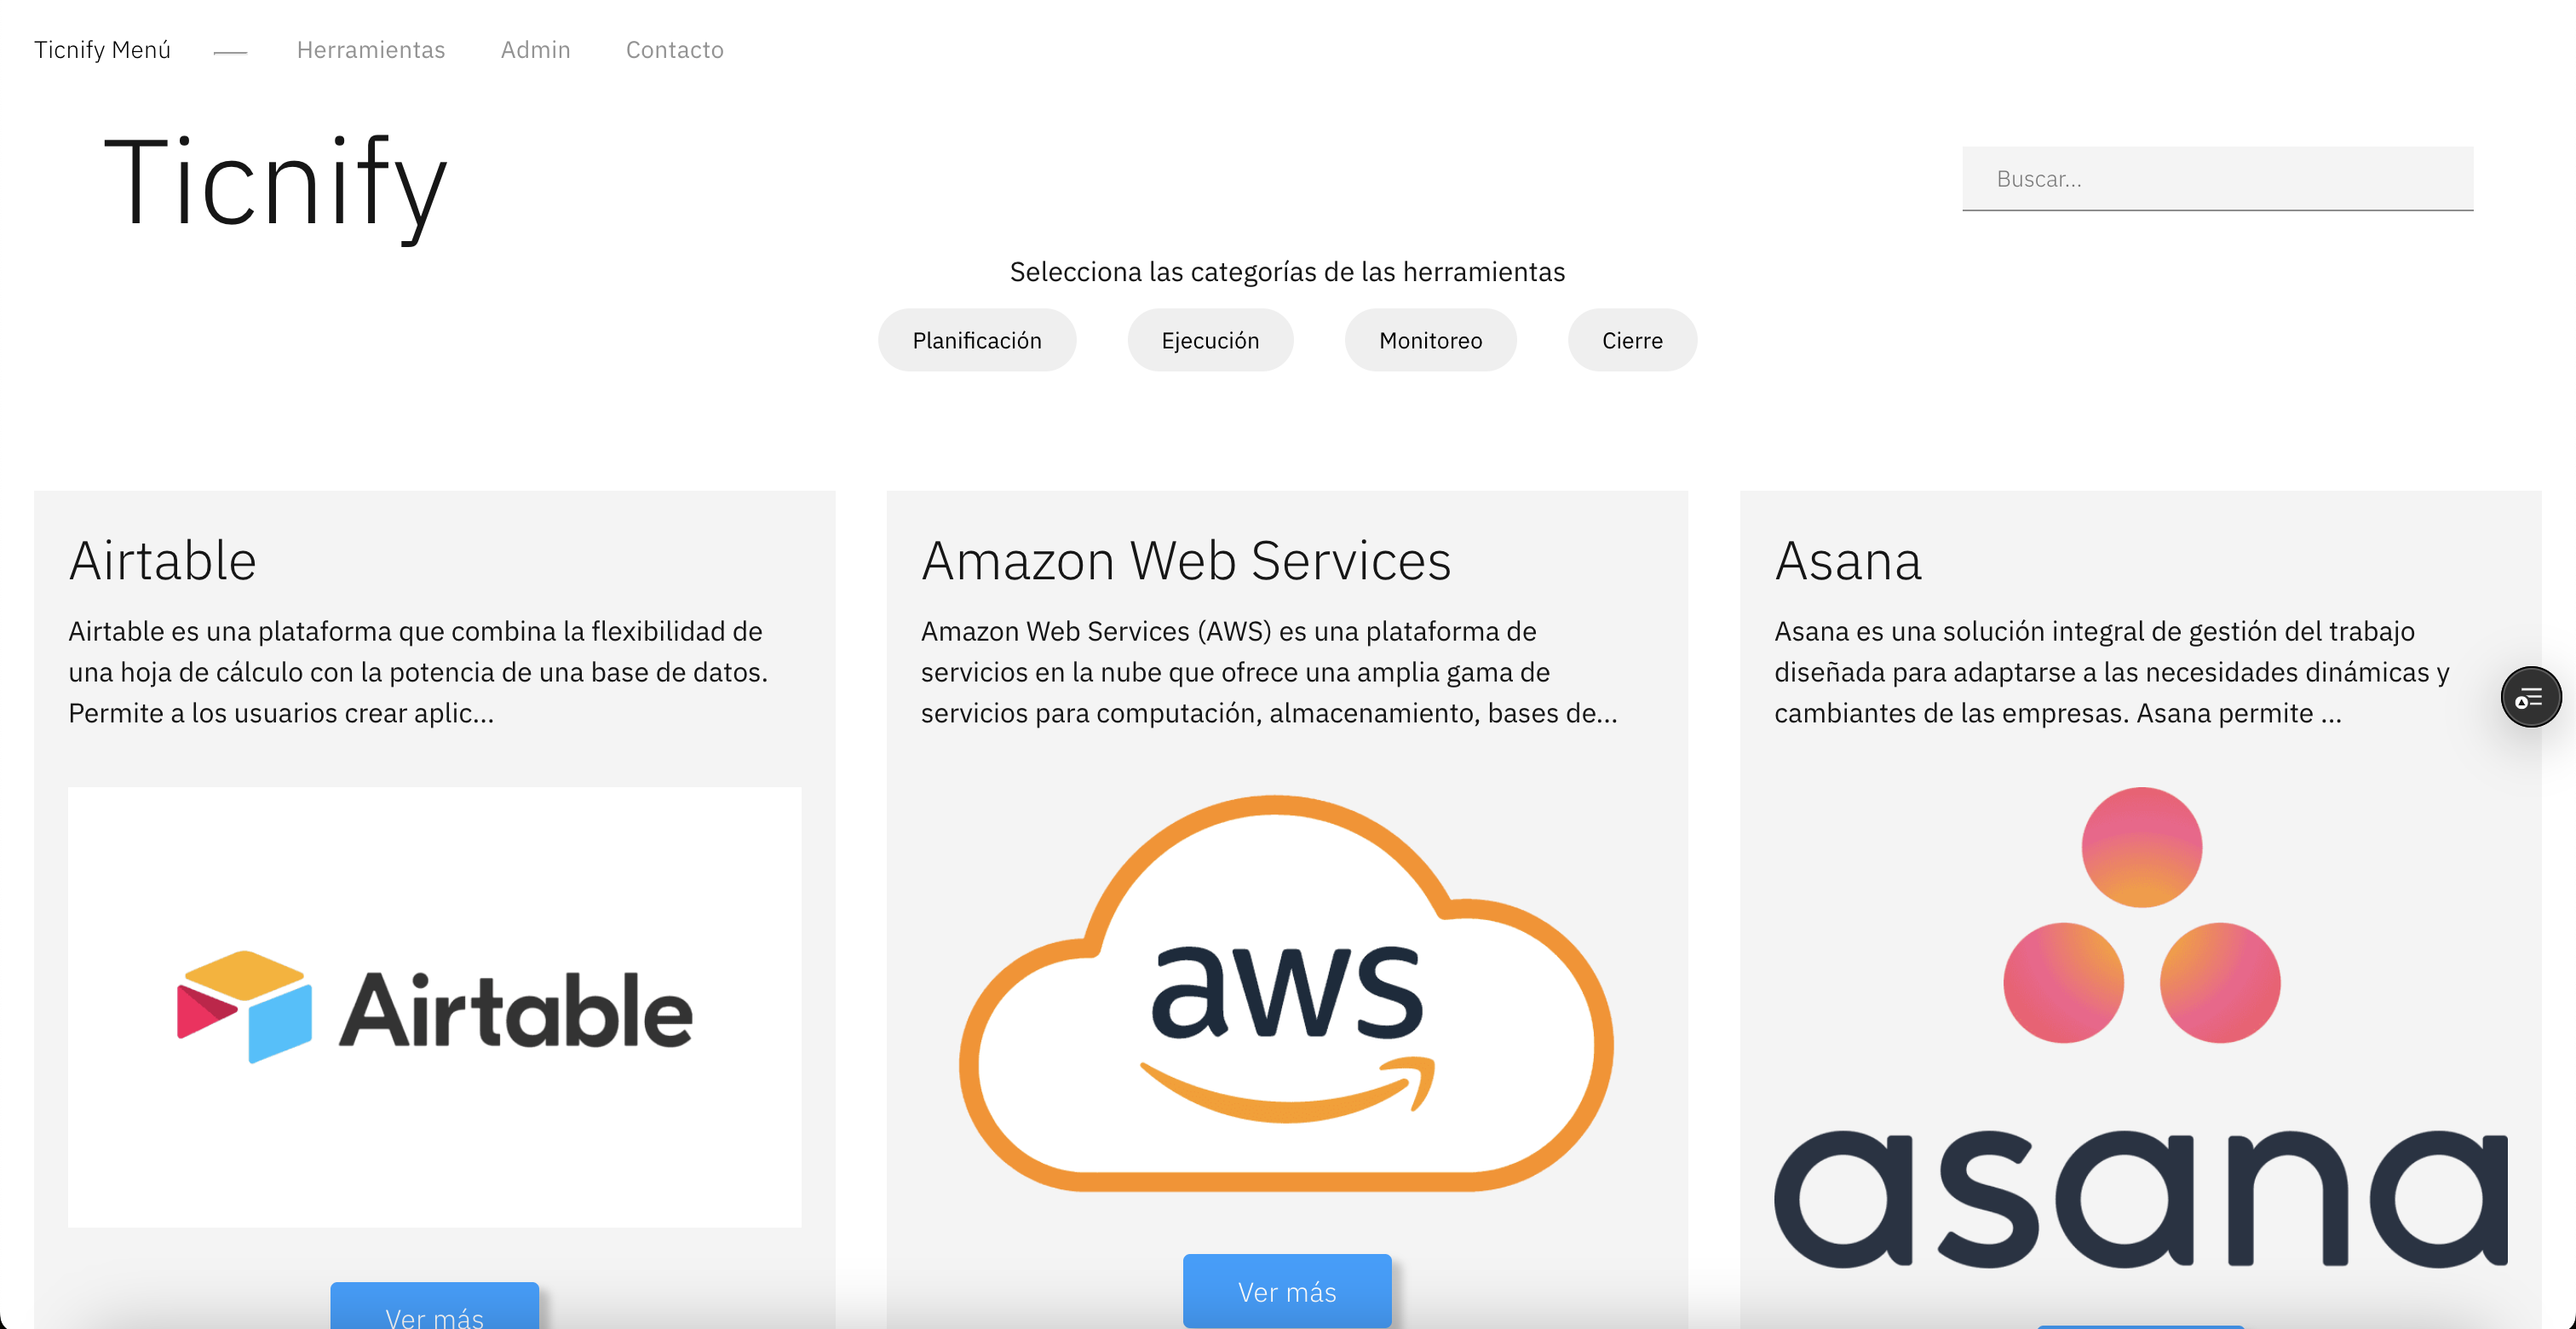 Ticnify Menú Herramientas Admin Contacto
Ticnify
Buscar...
Selecciona las categorías de las herramientas
Planificación Ejecución Monitoreo Cierre
Airtable
Airtable es una plataforma que combina la flexibilidad de
una hoja de cálculo con la potencia de una base de datos.
Permite a los usuarios crear aplic...
Airtable
Ver más
Amazon Web Services
Amazon Web Services (AWS) es una plataforma de
servicios en la nube que ofrece una amplia gama de
servicios para computación, almacenamiento, bases de...
aws
Ver más
Asana
Asana es una solución integral de gestión del trabajo
diseñada para adaptarse a las necesidades dinámicas y
cambiantes de las empresas. Asana permite ...
asana